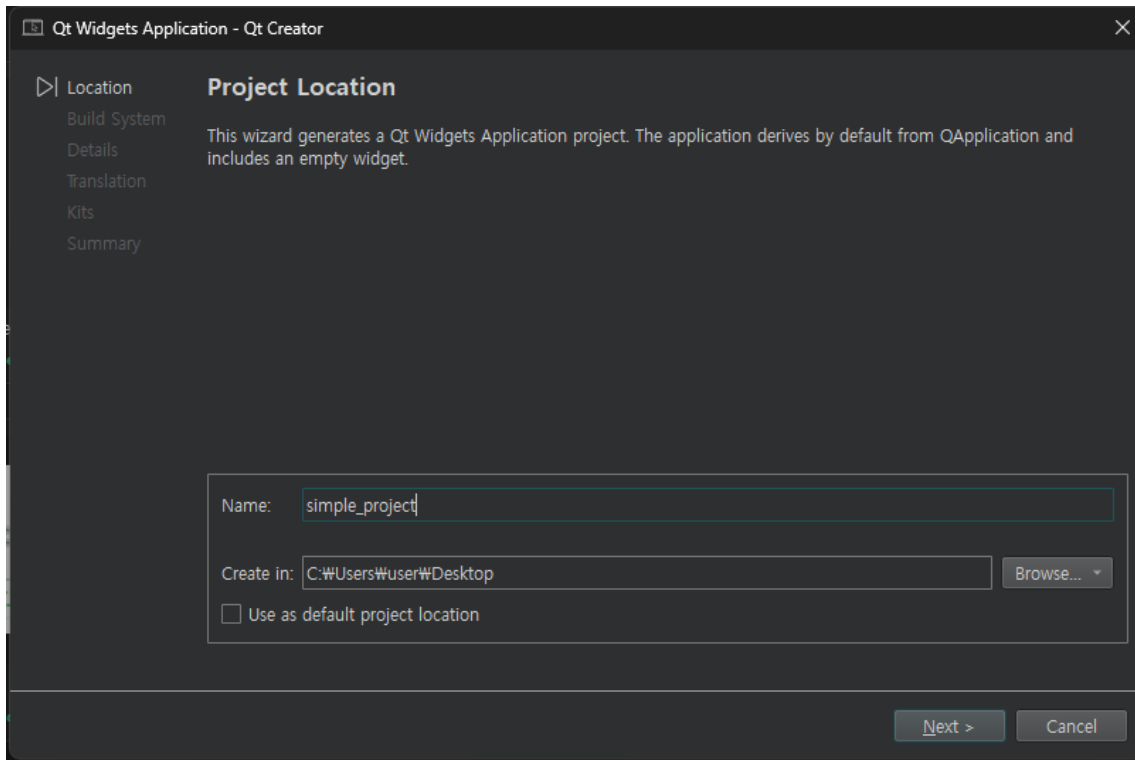 Qt Widgets Application - Qt Creator
Location
Build System
Details
Translation
Kits
Summary
Project Location
This wizard generates a Qt Widgets Application project. The application derives by default from QApplication and
includes an empty widget.
Name: simple_project
Create in: C:₩Users₩user₩Desktop
Browse...
Use as default project location
Next >
Cancel